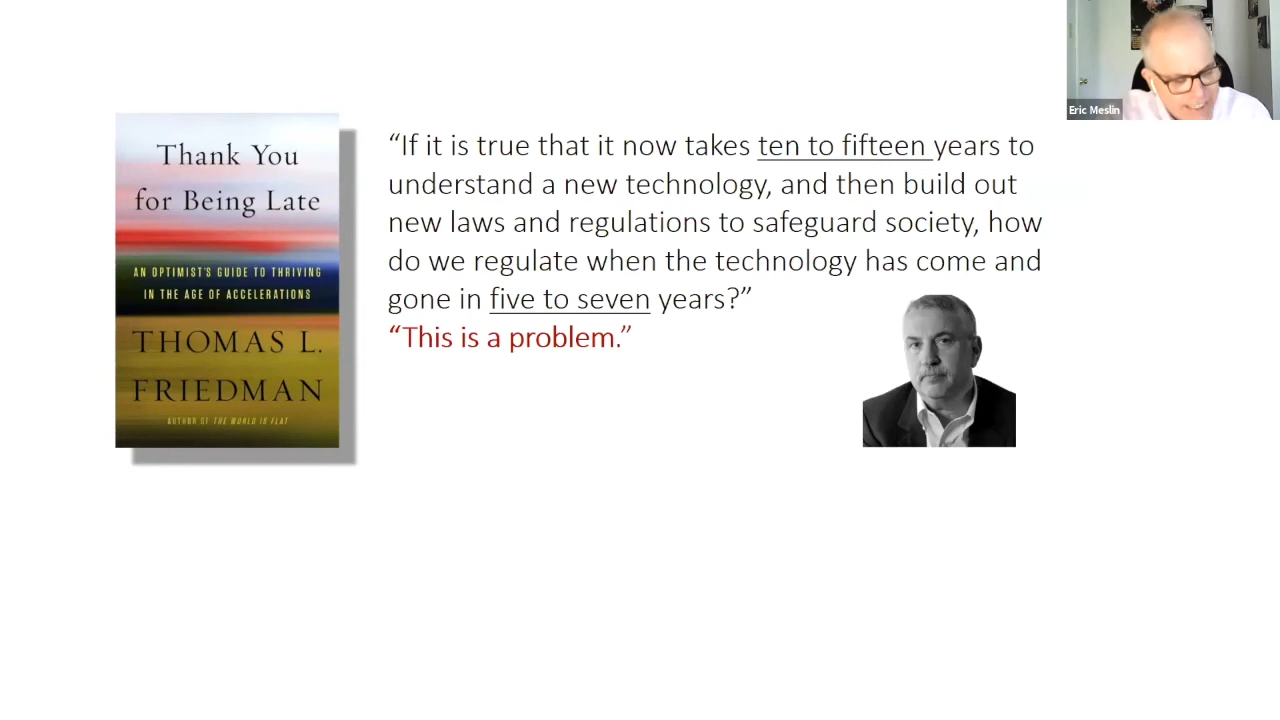 Eric Meslin
Thank You
for Being Late
AN OPTIMIST'S GUIDE TO THRIVING
IN THE AGE OF ACCELERATIONS
THOMAS L.
FRIEDMAN
AUTHOR OF THE WORLD IS FLAT
“If it is true that it now takes ten to fifteen years to
understand a new technology, and then build out
new laws and regulations to safeguard society, how
do we regulate when the technology has come and
gone in five to seven years?”
“This is a problem.”